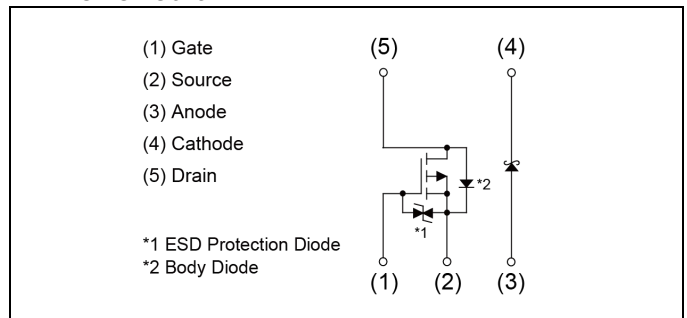 (1) Gate
(2) Source
(3) Anode
(4) Cathode
(5) Drain
*1 ESD Protection Diode
*2 Body Diode
(5)
(4)
*2
*1
(1)
(2)
(3)